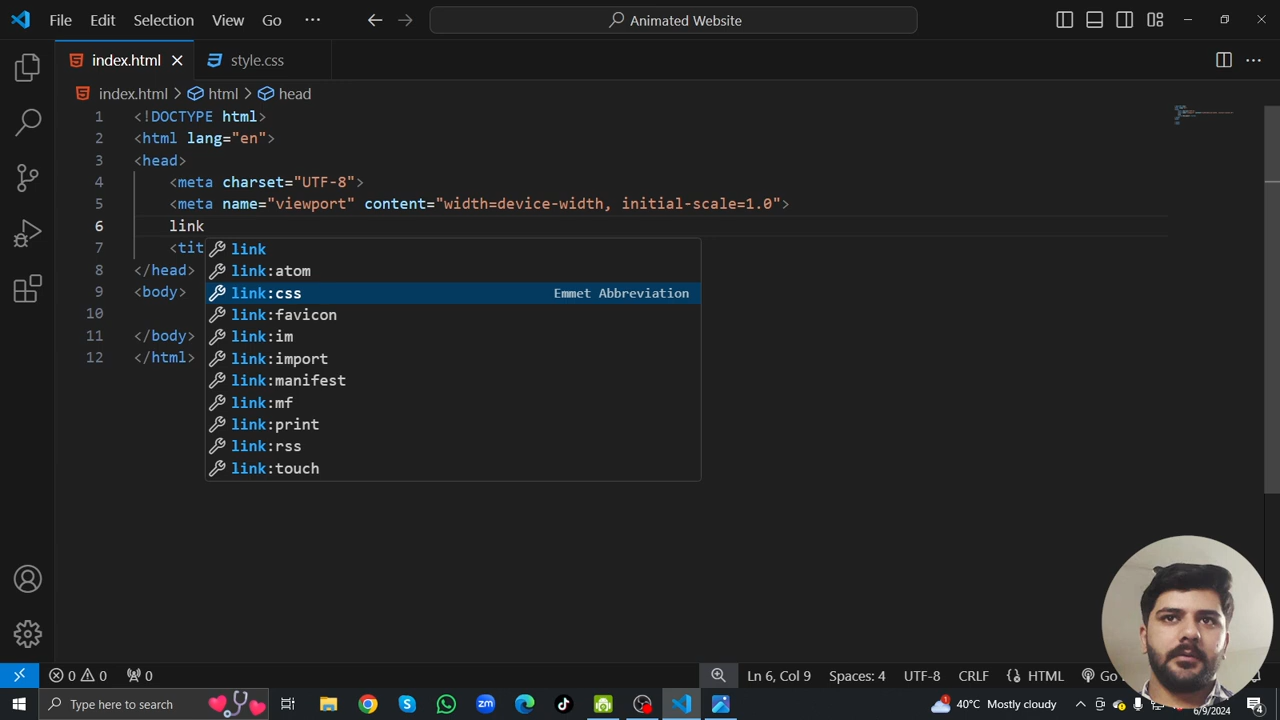 File Edit Selection View Go ··· Animated Website
index.html style.css
index.html > html > head
1 <!DOCTYPE html>
2 <html lang="en">
3 <head>
4 <meta charset="UTF-8">
5 <meta name="viewport" content="width=device-width, initial-scale=1.0">
6 link
7 <tit
link
link:atom
8 </head>
9 <body>
link:css Emmet Abbreviation
10
link:favicon
11 </body>
link:im
12 </html>
link:import
link:manifest
link:mf
link:print
link:rss
link:touch
0 0 0 Ln 6, Col 9 Spaces: 4 UTF-8 CRLF HTML Go
Type here to search 40°C Mostly cloudy 6/9/2024 4